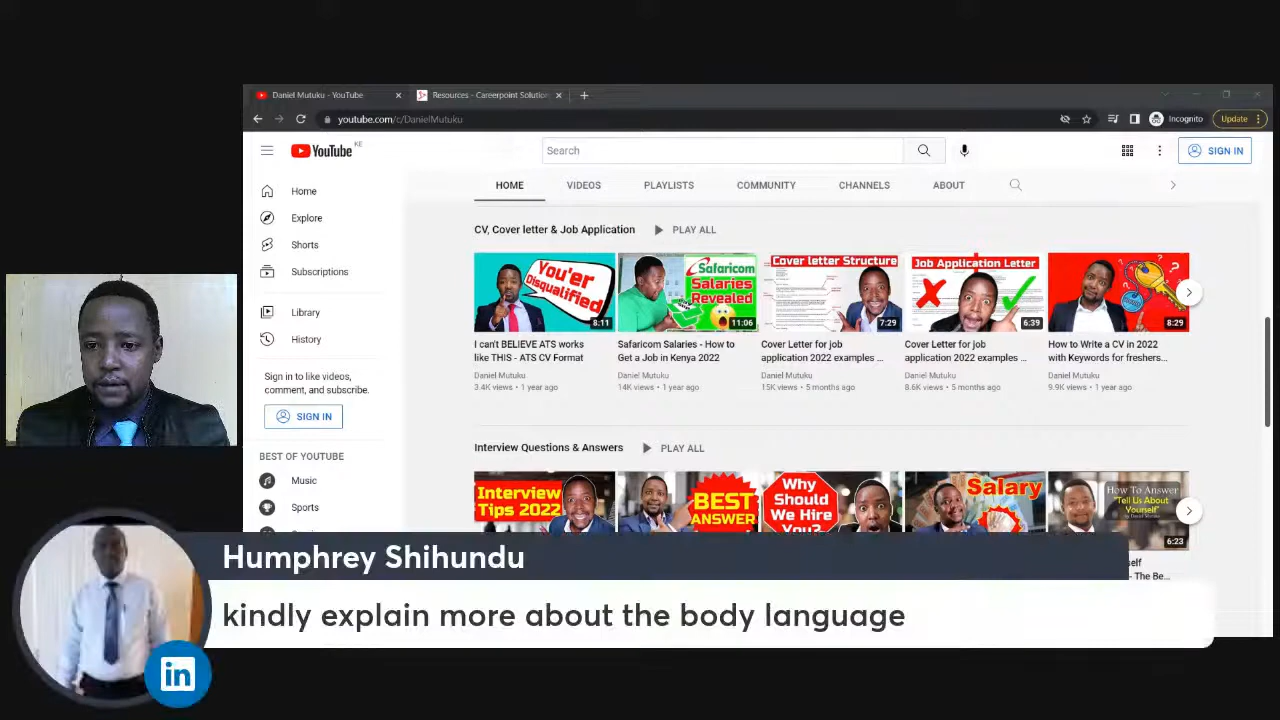 Daniel Mutuku - YouTube
Resources - Careerpoint Solution
youtube.com/c/DanielMutuku
Incognito
Update
YouTube KE
Search
SIGN IN
Home
Explore
Shorts
Subscriptions
Library
History
Sign in to like videos,
comment, and subscribe.
SIGN IN
BEST OF YOUTUBE
Music
Sports
HOME VIDEOS PLAYLISTS COMMUNITY CHANNELS ABOUT
CV, Cover letter & Job Application PLAY ALL
You'er
Disqualified
8:11
Safaricom
Salaries
Revealed
11:06
Cover letter Structure
7:29
Job Application Letter
6:39
8:29
I can't BELIEVE ATS works
like THIS - ATS CV Format
Daniel Mutuku
3.4K views • 1 year ago
Safaricom Salaries - How to
Get a Job in Kenya 2022
Daniel Mutuku
14K views • 1 year ago
Cover Letter for job
application 2022 examples ...
Daniel Mutuku
15K views • 5 months ago
Cover Letter for job
application 2022 examples ...
Daniel Mutuku
8.6K views • 5 months ago
How to Write a CV in 2022
with Keywords for freshers...
Daniel Mutuku
9.9K views • 1 year ago
Interview Questions & Answers PLAY ALL
Interview
Tips 2022
BEST
ANSWER
Why
Should
We Hire
You?
Salary
How To Answer
"Tell Us About
Yourself"
6:23
self
- The Be...
Humphrey Shihundu
kindly explain more about the body language
in